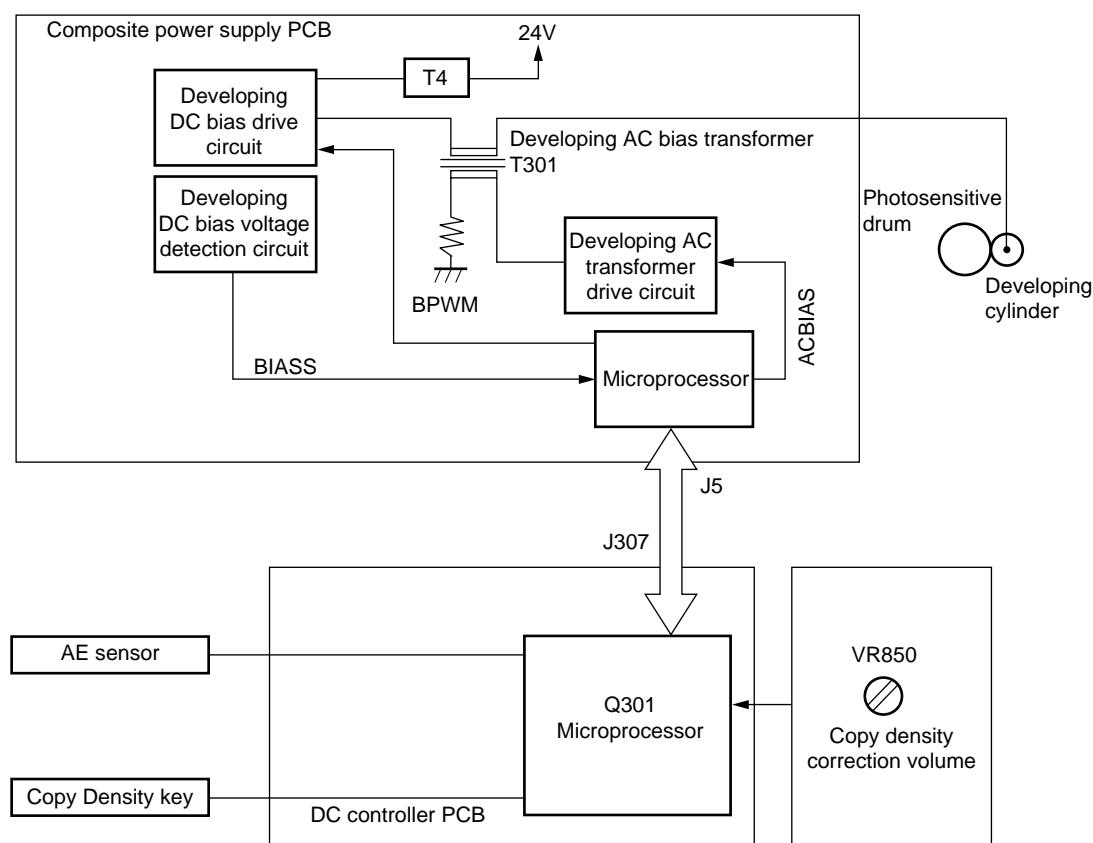 Composite power supply PCB
24V
T4
Developing
DC bias drive
circuit
Developing AC bias transformer
T301
Developing
DC bias voltage
detection circuit
Photosensitive
drum
Developing AC
transformer
drive circuit
Developing
cylinder
BPWM
ACBIAS
BIASS
Microprocessor
J5
J307
AE sensor
VR850
Q301
Microprocessor
Copy density
correction volume
Copy Density key
DC controller PCB